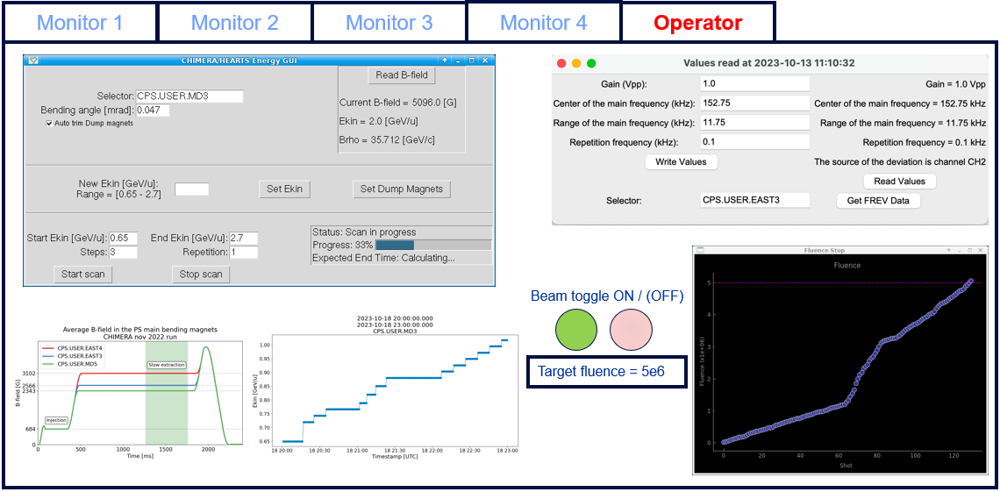 Monitor 1
Monitor 2
Monitor 3
Monitor 4
Operator
CHIMERA/HEARTS Energy GUI
Selector: CPS.USER.MD3
Bending angle [mrad]: 0.047
Auto trim Dump magnets
Read B-field
Current B-field = 5096.0 [G]
Ekin = 2.0 [GeV/u]
Brho = 35.712 [GeV/c]
New Ekin [GeV/u]:
Range = [0.65 - 2.7]
Set Ekin
Set Dump Magnets
Start Ekin [GeV/u]: 0.65
End Ekin [GeV/u]: 2.7
Steps: 3
Repetition: 1
Start scan
Stop scan
Status: Scan in progress
Progress: 33%
Expected End Time: Calculating...
Values read at 2023-10-13 11:10:32
Gain (Vpp): 1.0 Gain = 1.0 Vpp
Center of the main frequency (kHz): 152.75 Center of the main frequency = 152.75 kHz
Range of the main frequency (kHz): 11.75 Range of the main frequency = 11.75 kHz
Repetition frequency (kHz): 0.1 Repetition frequency = 0.1 kHz
Write Values
The source of the deviation is channel CH2
Read Values
Selector: CPS.USER.EAST3
Get FREV Data
Average B-field in the PS main bending magnets
CHIMERA nov 2022 run
CPS.USER.EAST4
CPS.USER.EAST3
CPS.USER.MD5
Slow extraction
Injection
B-field [G]
3102
2566
2343
684
0
0 500 1000 1500 2000
Time [ms]
2023-10-18 20:00:00.000
2023-10-18 23:00:00.000
CPS.USER.MD3
Ekin [GeV/u]
1.00
0.95
0.90
0.85
0.80
0.75
0.70
0.65
18 20:00 18 20:30 18 21:00 18 21:30 18 22:00 18 22:30 18 23:00
Timestamp [UTC]
Beam toggle ON / (OFF)
Target fluence = 5e6
Fluence Stop
Fluence
Fluence (x1e+06)
5
4
3
2
1
0
0 20 40 60 80 100 120
Shot